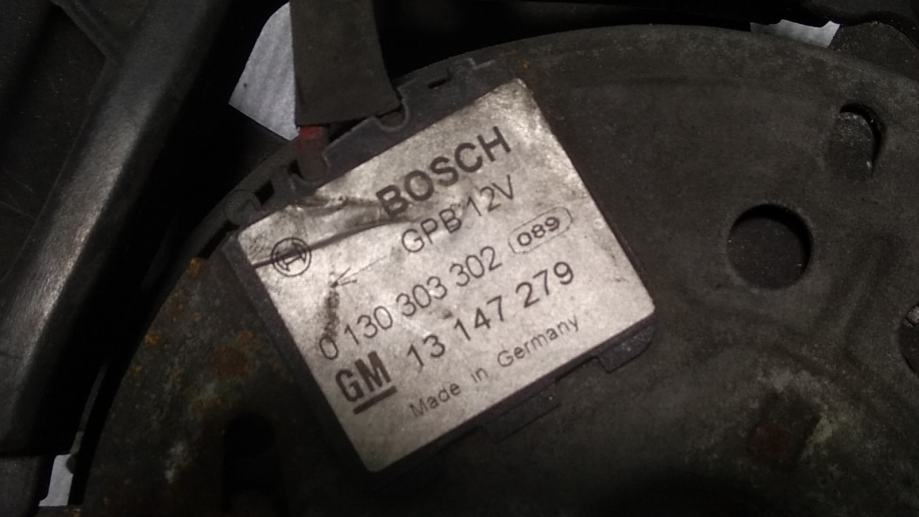 BOSCH
GPB 12V
0 130 303 302 089
GM 13 147 279
Made in Germany